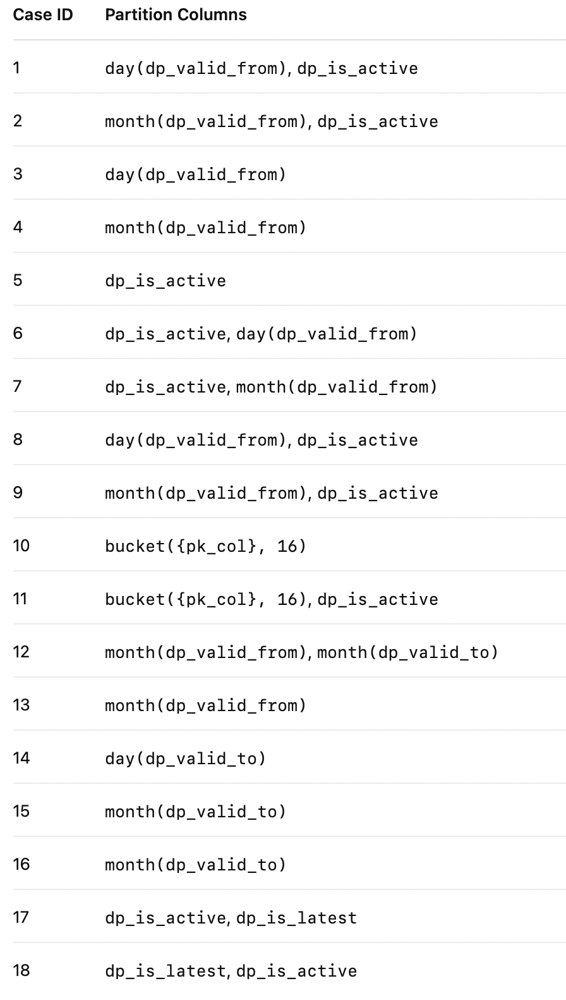 Case ID Partition Columns
1 day(dp_valid_from), dp_is_active
2 month(dp_valid_from), dp_is_active
3 day(dp_valid_from)
4 month(dp_valid_from)
5 dp_is_active
6 dp_is_active, day(dp_valid_from)
7 dp_is_active, month(dp_valid_from)
8 day(dp_valid_from), dp_is_active
9 month(dp_valid_from), dp_is_active
10 bucket({pk_col}, 16)
11 bucket({pk_col}, 16), dp_is_active
12 month(dp_valid_from), month(dp_valid_to)
13 month(dp_valid_from)
14 day(dp_valid_to)
15 month(dp_valid_to)
16 month(dp_valid_to)
17 dp_is_active, dp_is_latest
18 dp_is_latest, dp_is_active